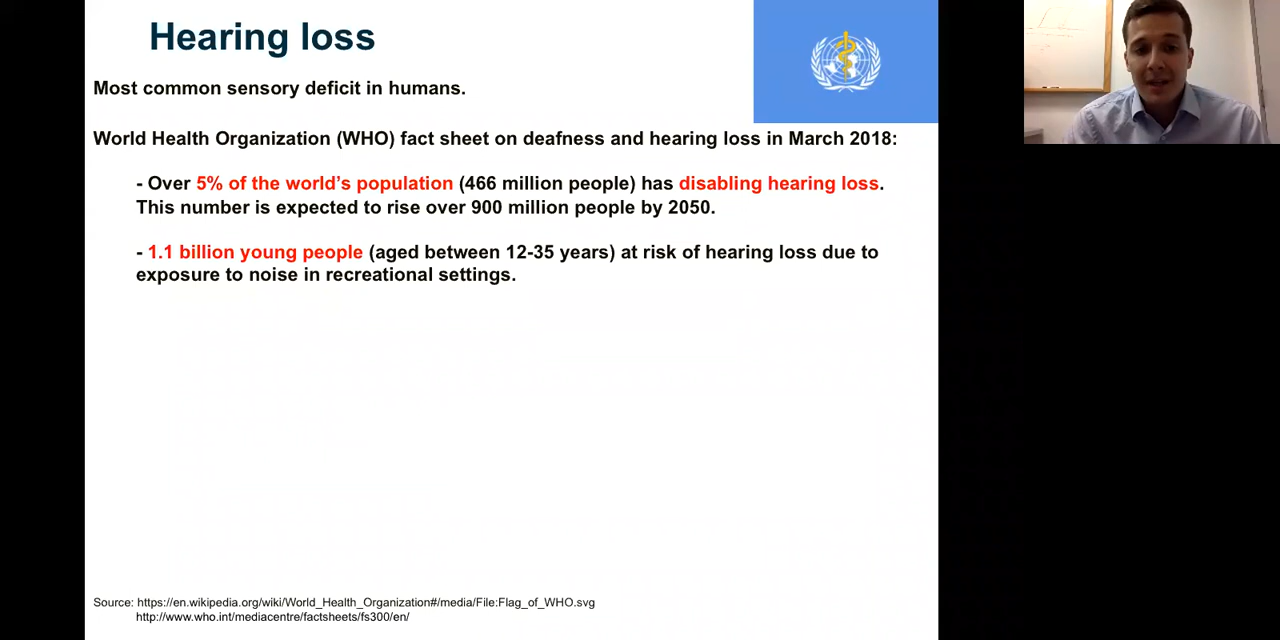 Hearing loss
Most common sensory deficit in humans.
World Health Organization (WHO) fact sheet on deafness and hearing loss in March 2018:
- Over 5% of the world's population (466 million people) has disabling hearing loss.
This number is expected to rise over 900 million people by 2050.
- 1.1 billion young people (aged between 12-35 years) at risk of hearing loss due to
exposure to noise in recreational settings.
Source: https://en.wikipedia.org/wiki/World_Health_Organization#/media/File:Flag_of_WHO.svg
http://www.who.int/mediacentre/factsheets/fs300/en/